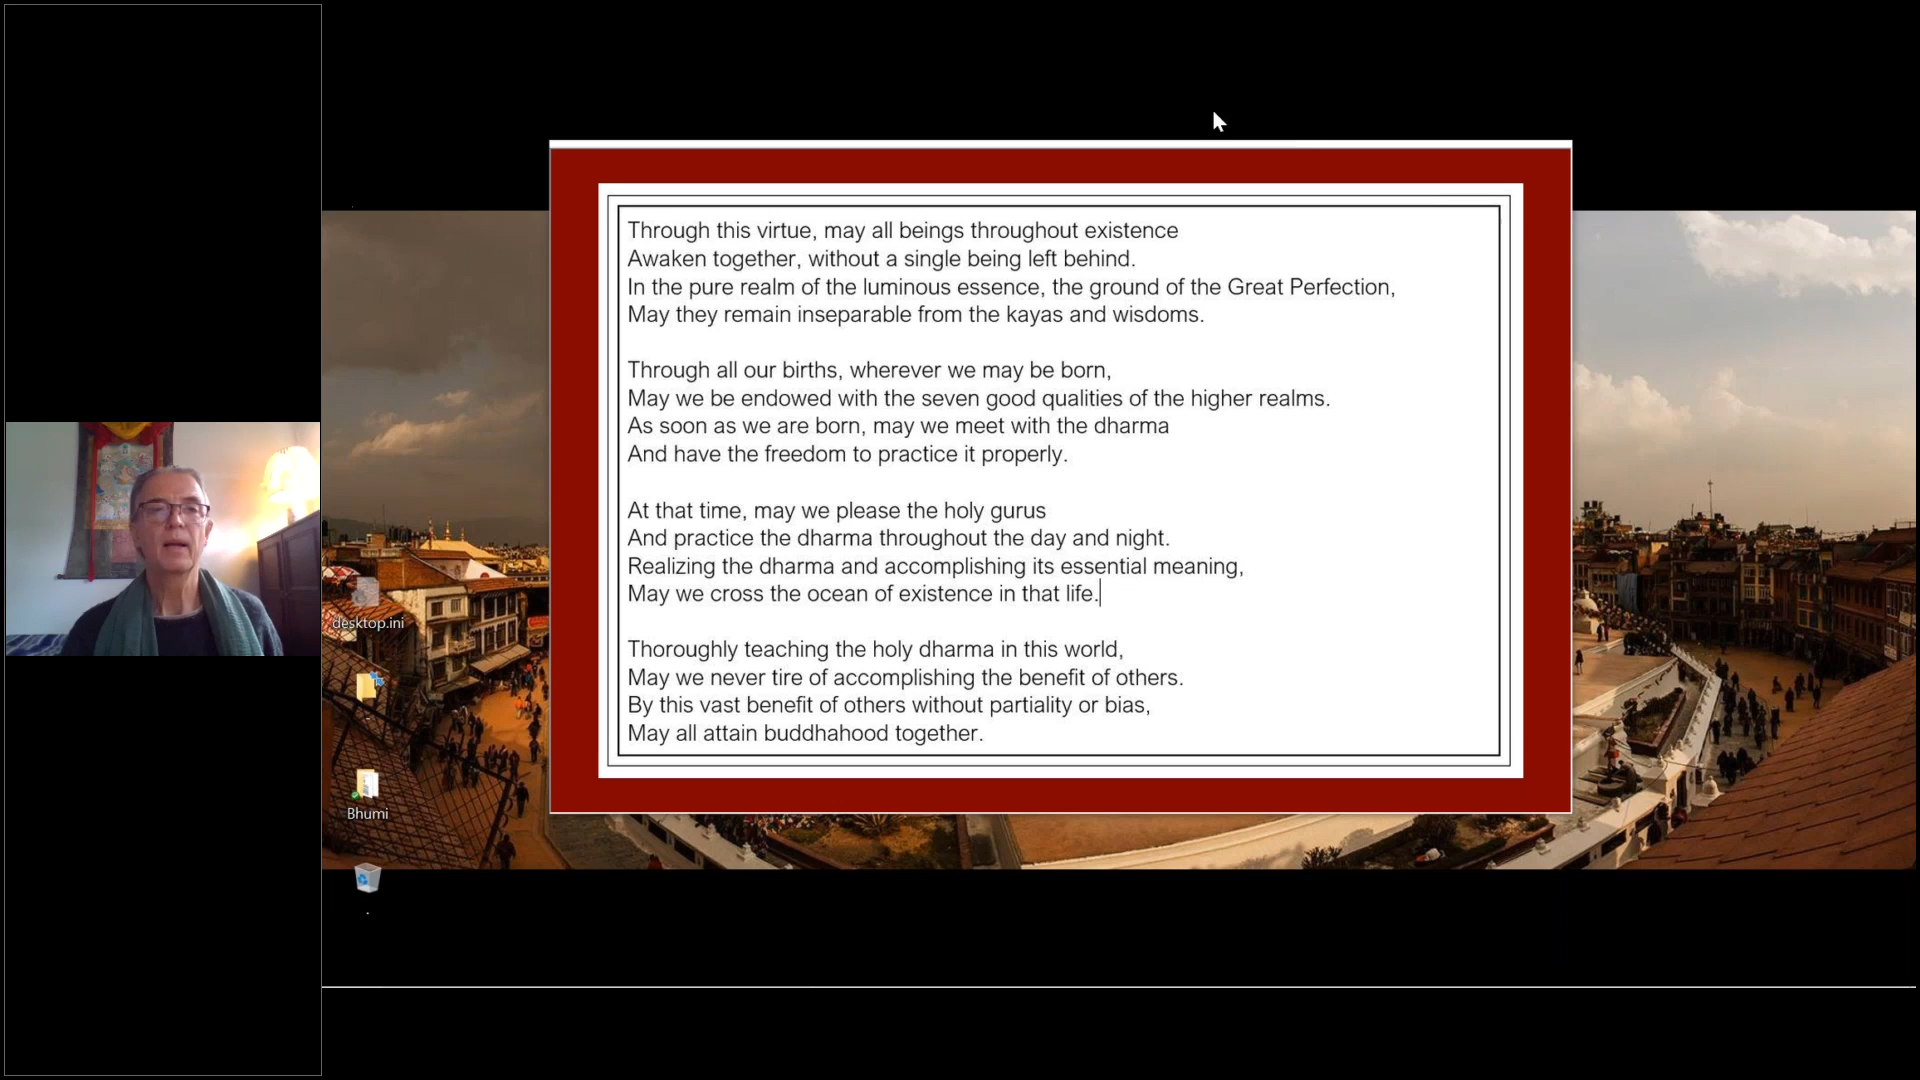 Through this virtue, may all beings throughout existence
Awaken together, without a single being left behind.
In the pure realm of the luminous essence, the ground of the Great Perfection,
May they remain inseparable from the kayas and wisdoms.
Through all our births, wherever we may be born,
May we be endowed with the seven good qualities of the higher realms.
As soon as we are born, may we meet with the dharma
And have the freedom to practice it properly.
At that time, may we please the holy gurus
And practice the dharma throughout the day and night.
Realizing the dharma and accomplishing its essential meaning,
May we cross the ocean of existence in that life.
Thoroughly teaching the holy dharma in this world,
May we never tire of accomplishing the benefit of others.
By this vast benefit of others without partiality or bias,
May all attain buddhahood together.
desktop.ini
Bhumi